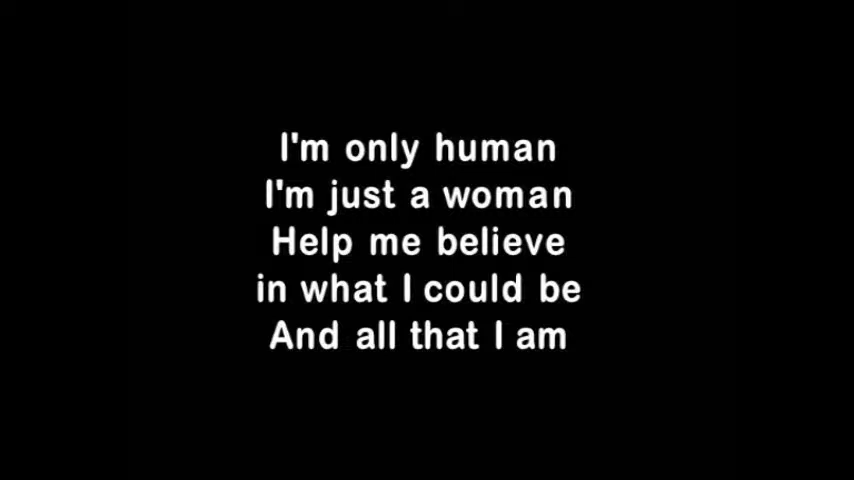 I'm only human
I'm just a woman
Help me believe
in what I could be
And all that I am